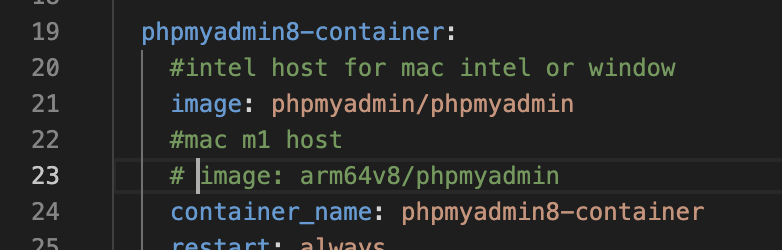 19 phpmyadmin8-container:
20 #intel host for mac intel or window
21 image: phpmyadmin/phpmyadmin
22 #mac m1 host
23 # image: arm64v8/phpmyadmin
24 container_name: phpmyadmin8-container
25 restart: always